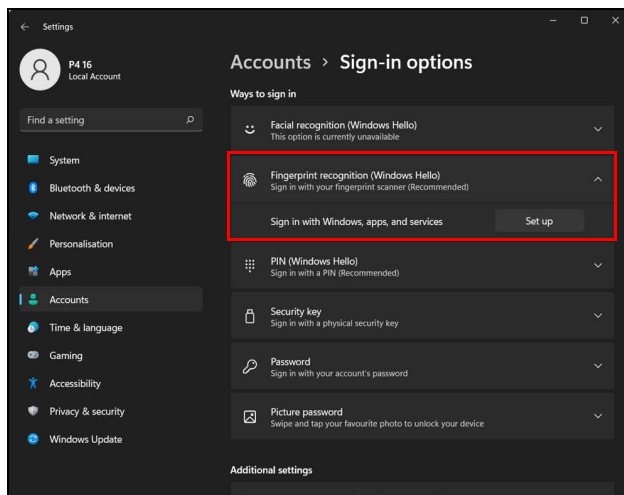 Settings
P4 16
Local Account
Find a setting
System
Bluetooth & devices
Network & internet
Personalisation
Apps
Accounts
Time & language
Gaming
Accessibility
Privacy & security
Windows Update
Accounts > Sign-in options
Ways to sign in
Facial recognition (Windows Hello)
This option is currently unavailable
Fingerprint recognition (Windows Hello)
Sign in with your fingerprint scanner (Recommended)
Sign in with Windows, apps, and services Set up
PIN (Windows Hello)
Sign in with a PIN (Recommended)
Security key
Sign in with a physical security key
Password
Sign in with your account's password
Picture password
Swipe and tap your favourite photo to unlock your device
Additional settings